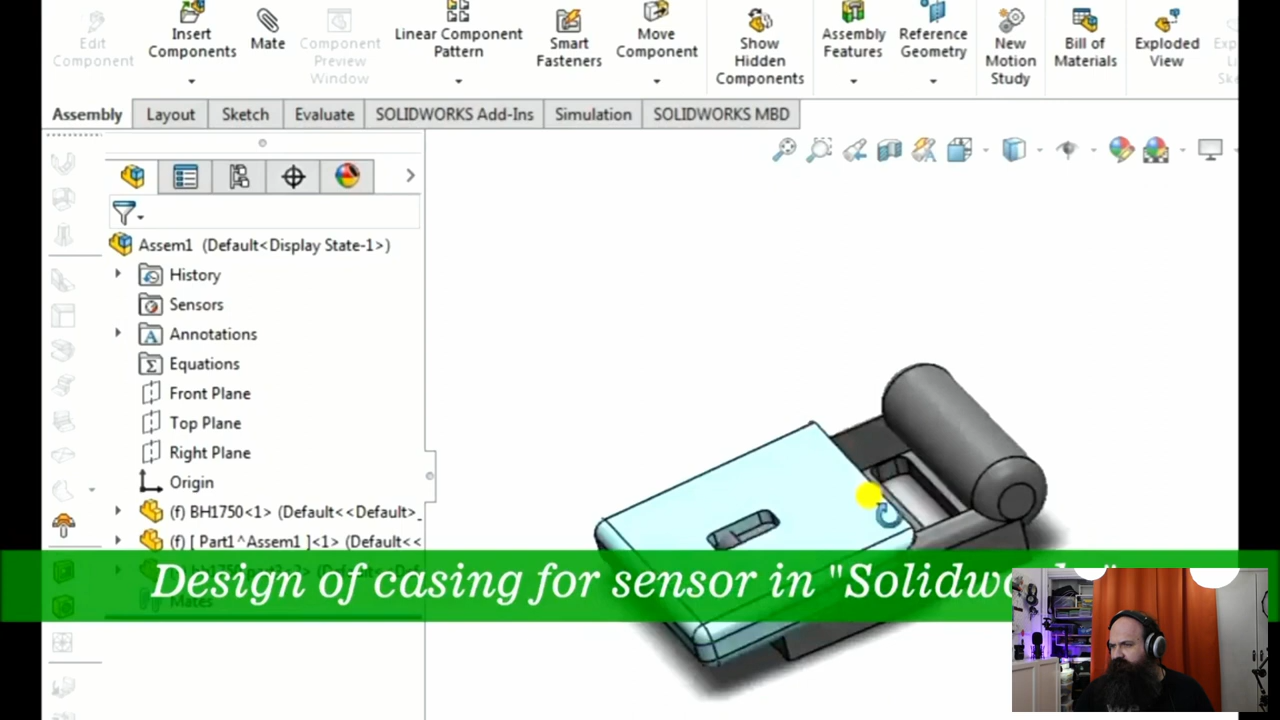 Edit
Component
Insert
Components
Mate
Component
Preview
Window
Linear Component
Pattern
Smart
Fasteners
Move
Component
Show
Hidden
Components
Assembly
Features
Reference
Geometry
New
Motion
Study
Bill of
Materials
Exploded
View
Assembly
Layout
Sketch
Evaluate
SOLIDWORKS Add-Ins
Simulation
SOLIDWORKS MBD
Assem1 (Default<Display State-1>)
History
Sensors
Annotations
Equations
Front Plane
Top Plane
Right Plane
Origin
(f) BH1750<1> (Default<<Default>_
(f) [ Part1^Assem1 ]<1> (Default<<
Design of casing for sensor in
Mates